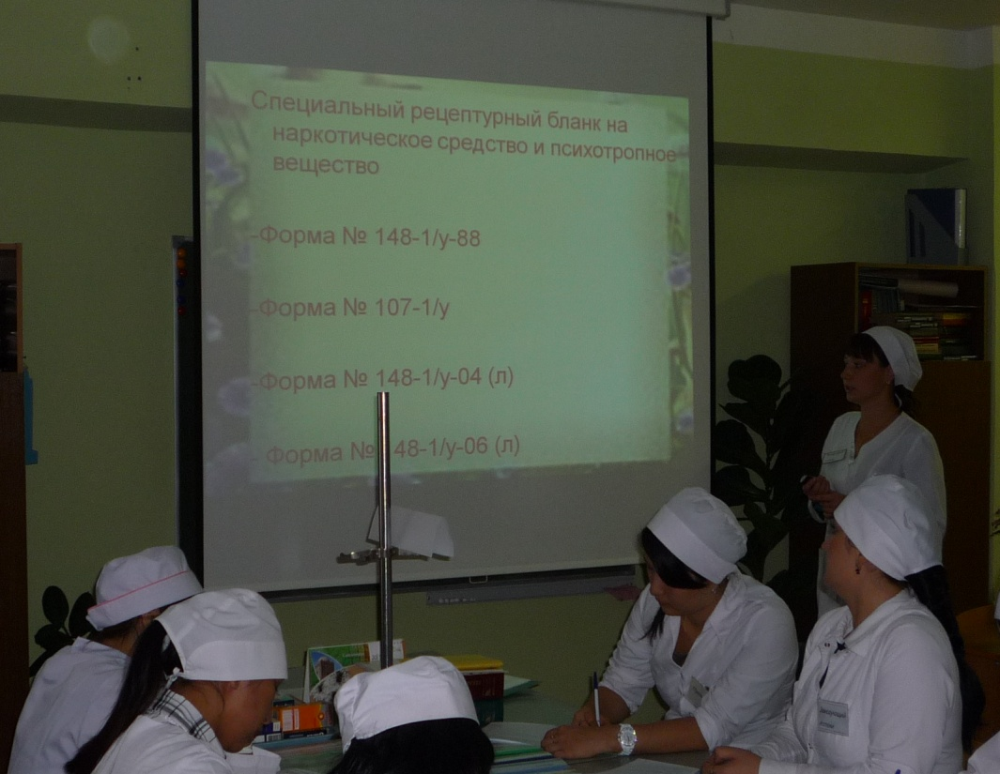 Специальный рецептурный бланк на
наркотическое средство и психотропное
вещество
-Форма № 148-1/у-88
-Форма № 107-1/у
-Форма № 148-1/у-04 (л)
Форма № 48-1/у-06 (л)